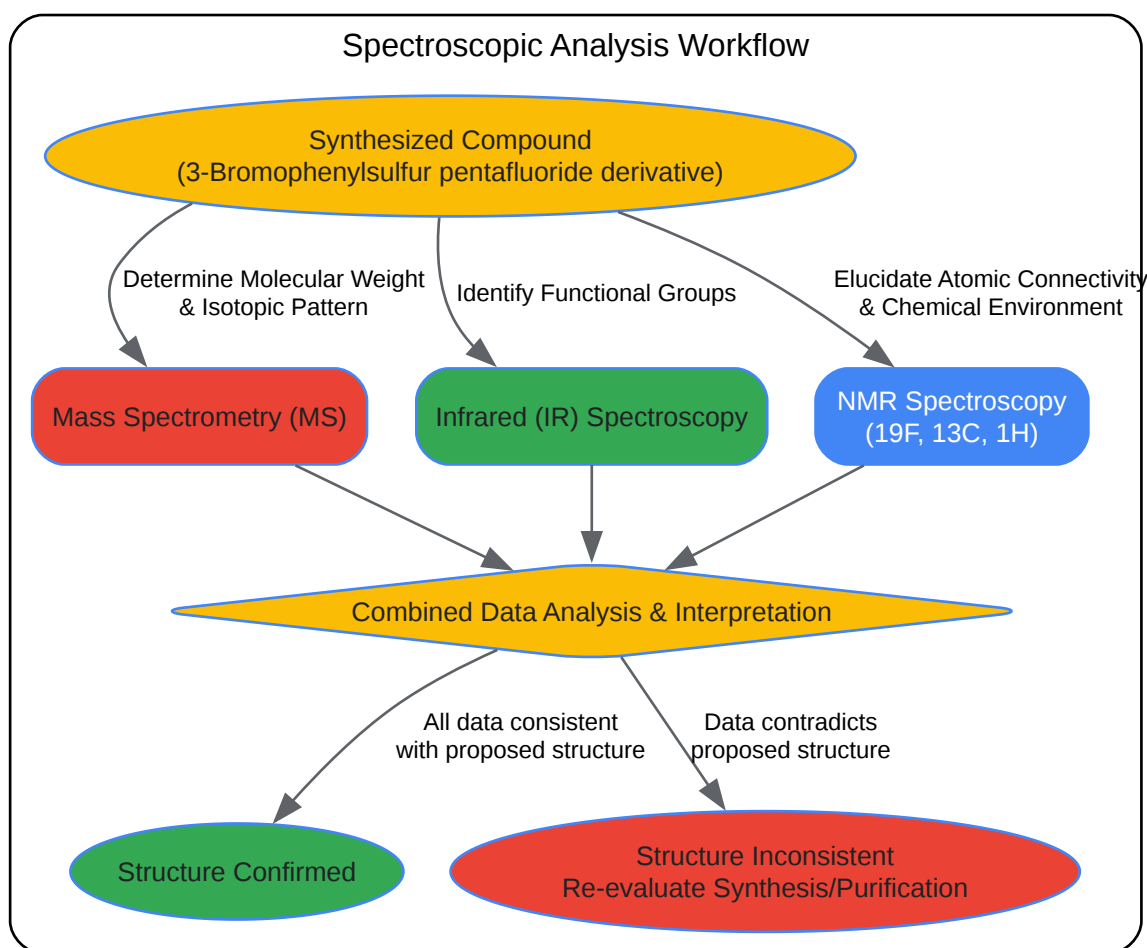 Spectroscopic Analysis Workflow
Synthesized Compound
(3-Bromophenylsulfur pentafluoride derivative)
Determine Molecular Weight
& Isotopic Pattern
Identify Functional Groups
Elucidate Atomic Connectivity
& Chemical Environment
Mass Spectrometry (MS)
Infrared (IR) Spectroscopy
NMR Spectroscopy
(19F, 13C, 1H)
Combined Data Analysis & Interpretation
All data consistent
with proposed structure
Data contradicts
proposed structure
Structure Confirmed
Structure Inconsistent
Re-evaluate Synthesis/Purification